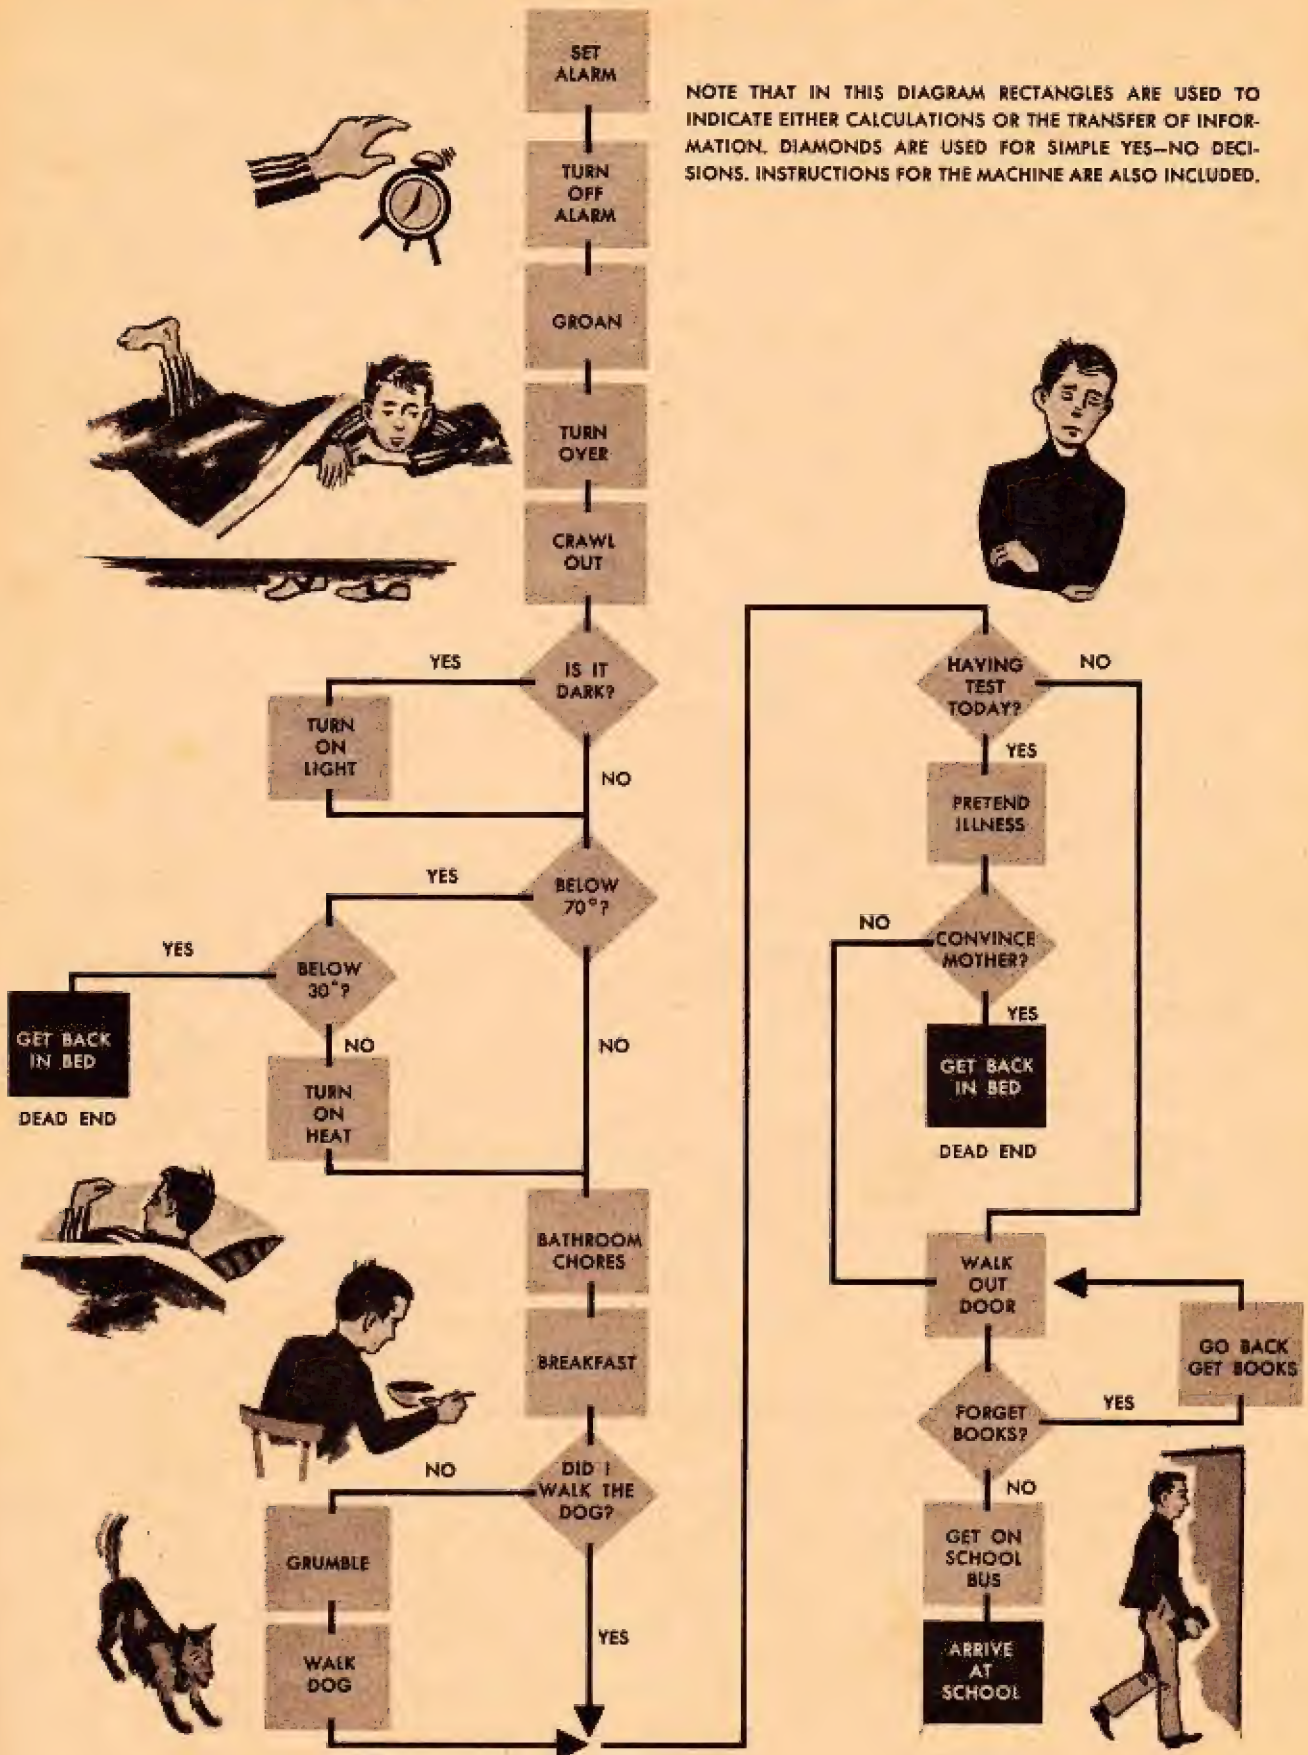 SET
ALARM
NOTE THAT IN THIS DIAGRAM RECTANGLES ARE USED TO
INDICATE EITHER CALCULATIONS OR THE TRANSFER OF INFOR-
MATION. DIAMONDS ARE USED FOR SIMPLE YES—NO DECI-
SIONS. INSTRUCTIONS FOR THE MACHINE ARE ALSO INCLUDED.
TURN
OFF
ALARM
GROAN
TURN
OVER
CRAWL
OUT
IS IT
DARK?
YES
TURN
ON
LIGHT
NO
BELOW
70°?
YES
BELOW
30°?
YES
GET BACK
IN BED
DEAD END
NO
TURN
ON
HEAT
NO
BATHROOM
CHORES
BREAKFAST
DID I
WALK THE
DOG?
NO
GRUMBLE
WALK
DOG
YES
HAVING
TEST
TODAY?
NO
YES
PRETEND
ILLNESS
CONVINCE
MOTHER?
NO
YES
GET BACK
IN BED
DEAD END
WALK
OUT
DOOR
FORGET
BOOKS?
YES
GO BACK
GET BOOKS
NO
GET ON
SCHOOL
BUS
ARRIVE
AT
SCHOOL